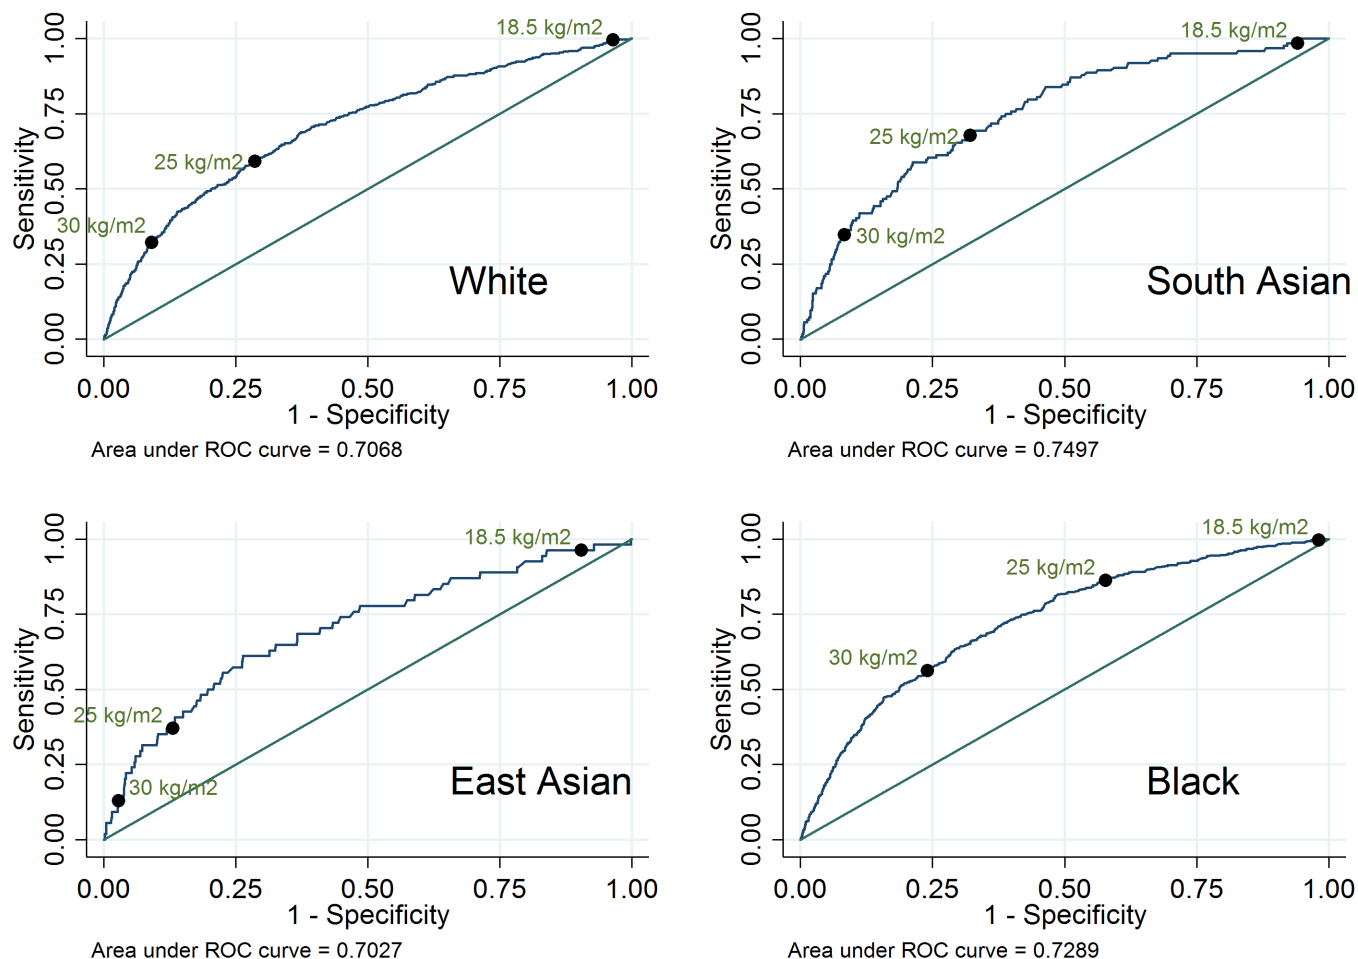 18.5 kg/m2
25 kg/m2
30 kg/m2
White
Sensitivity
0.00 0.25 0.50 0.75 1.00
0.00 0.25 0.50 0.75 1.00
1 - Specificity
Area under ROC curve = 0.7068
18.5 kg/m2
25 kg/m2
30 kg/m2
South Asian
Sensitivity
0.00 0.25 0.50 0.75 1.00
0.00 0.25 0.50 0.75 1.00
1 - Specificity
Area under ROC curve = 0.7497
18.5 kg/m2
25 kg/m2
30 kg/m2
East Asian
Sensitivity
0.00 0.25 0.50 0.75 1.00
0.00 0.25 0.50 0.75 1.00
1 - Specificity
Area under ROC curve = 0.7027
18.5 kg/m2
25 kg/m2
30 kg/m2
Black
Sensitivity
0.00 0.25 0.50 0.75 1.00
0.00 0.25 0.50 0.75 1.00
1 - Specificity
Area under ROC curve = 0.7289